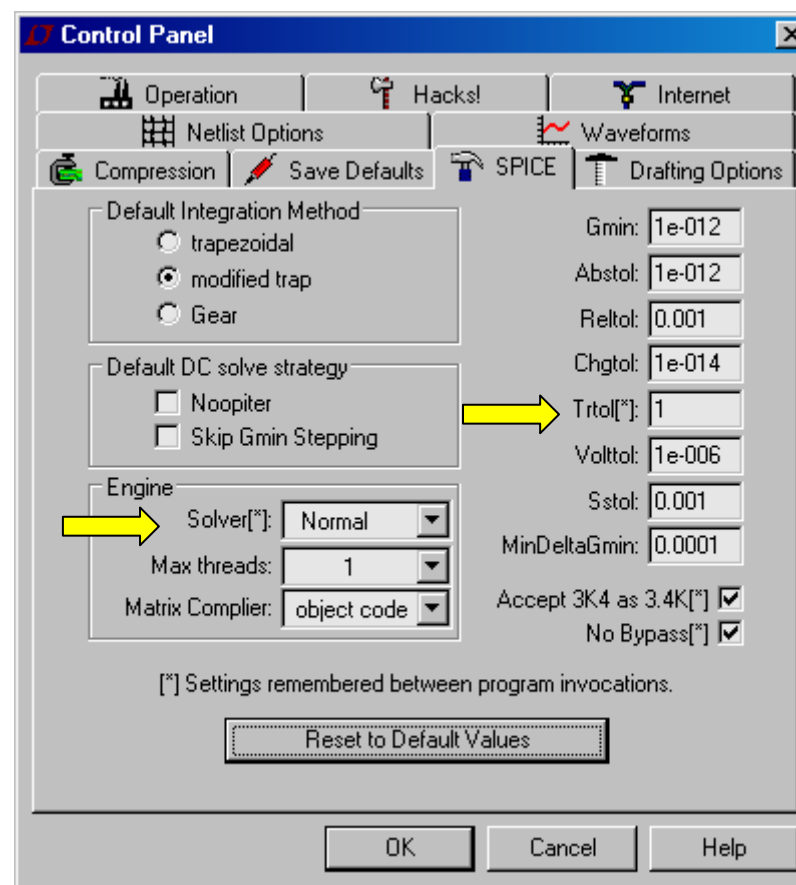 Control Panel
Operation
Hacks!
Internet
Netlist Options
Waveforms
Compression
Save Defaults
SPICE
Drafting Options
Default Integration Method
trapezoidal
modified trap
Gear
Default DC solve strategy
Noopiter
Skip Gmin Stepping
Engine
Solver[*]: Normal
Max threads: 1
Matrix Complier: object code
Gmin: 1e-012
Abstol: 1e-012
Reltol: 0.001
Chgtol: 1e-014
Trtol[*]: 1
Volttol: 1e-006
Sstol: 0.001
MinDeltaGmin: 0.0001
Accept 3K4 as 3.4K[*]
No Bypass[*]
[*] Settings remembered between program invocations.
Reset to Default Values
OK
Cancel
Help